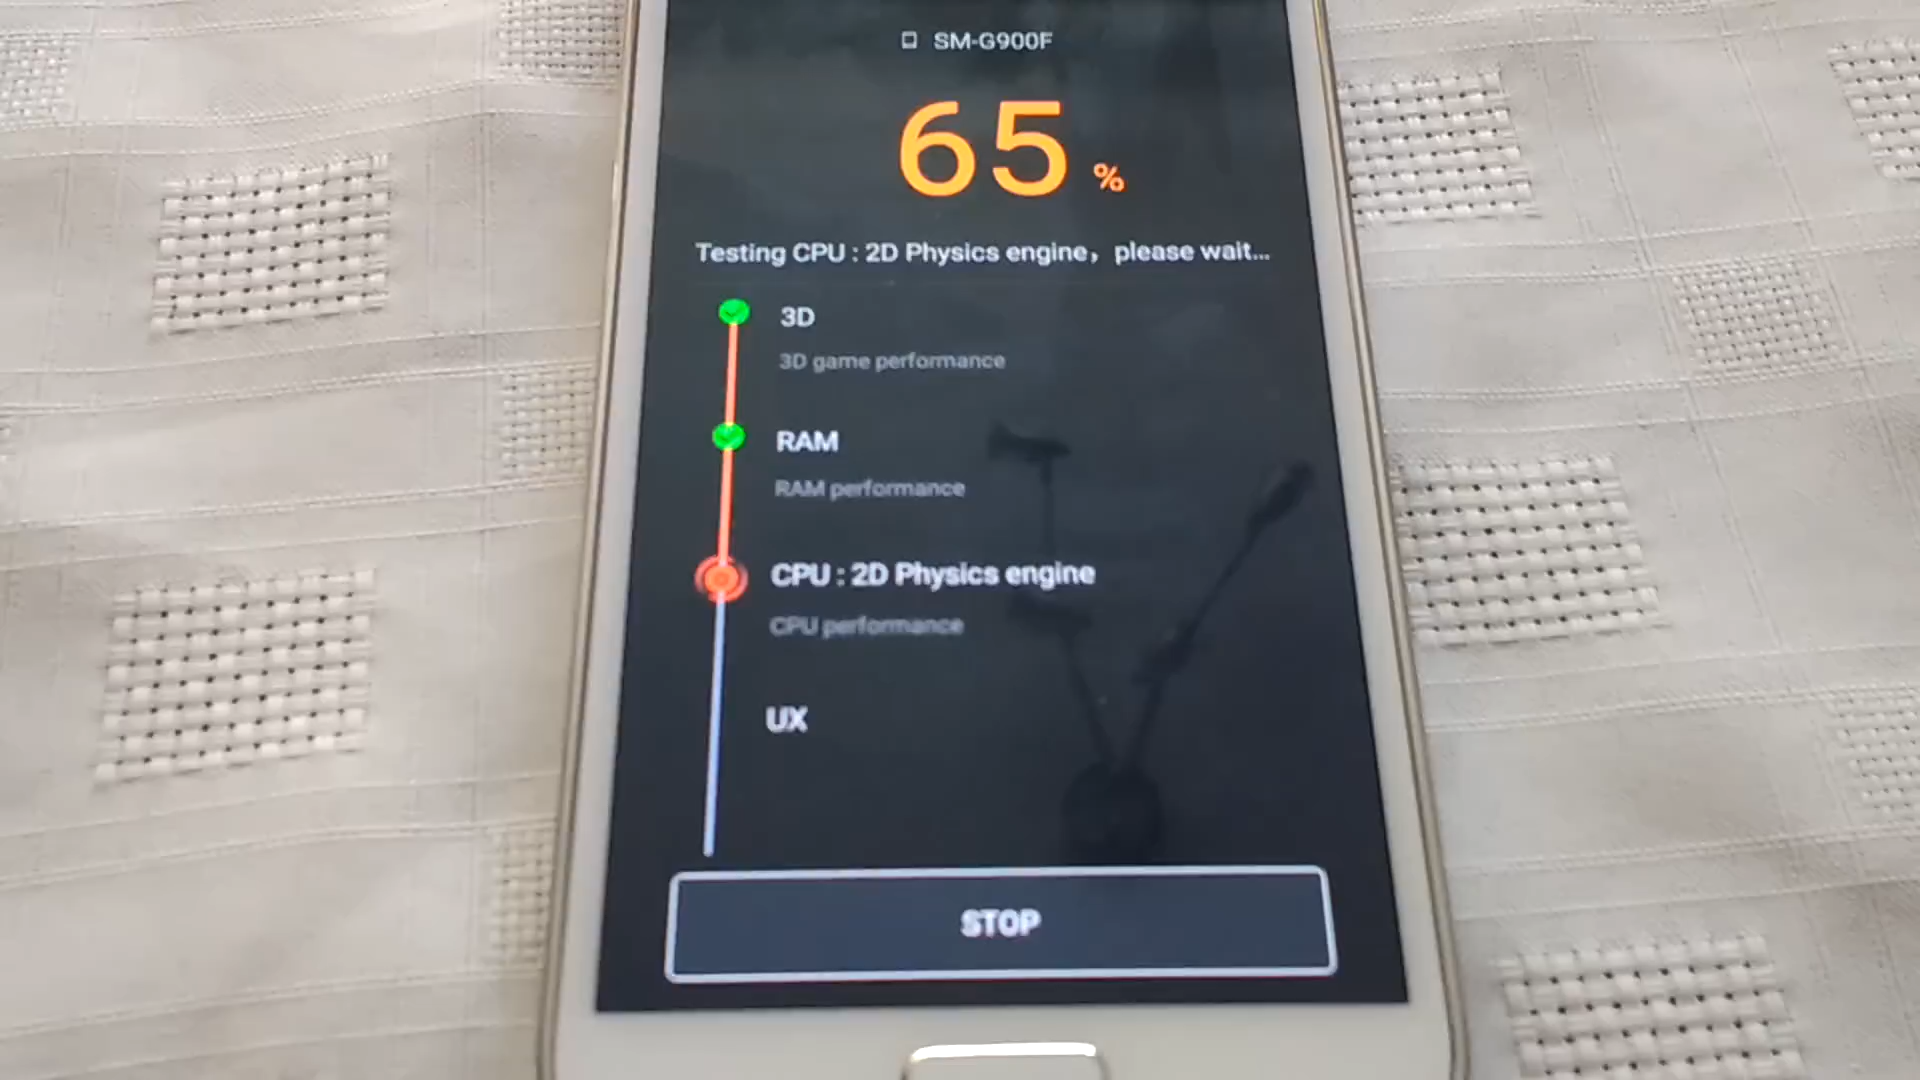 SM-G900F
65 %
Testing CPU : 2D Physics engine, please wait...
3D
3D game performance
RAM
RAM performance
CPU : 2D Physics engine
CPU performance
UX
STOP